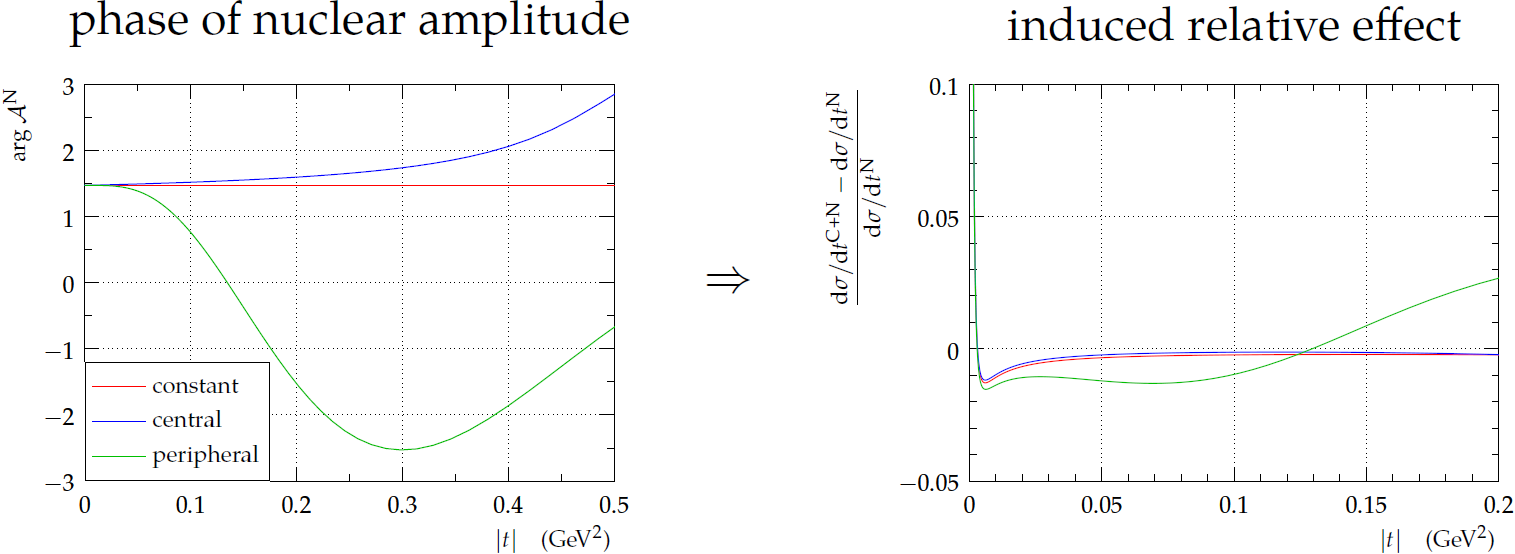 phase of nuclear amplitude
arg 𝒜^N
3
2
1
0
−1
−2
−3
constant
central
peripheral
0 0.1 0.2 0.3 0.4 0.5
|t| (GeV²)
⇒
induced relative effect
dσ/dt^{C+N} − dσ/dt^N
dσ/dt^N
0.1
0.05
0
−0.05
0 0.05 0.1 0.15 0.2
|t| (GeV²)